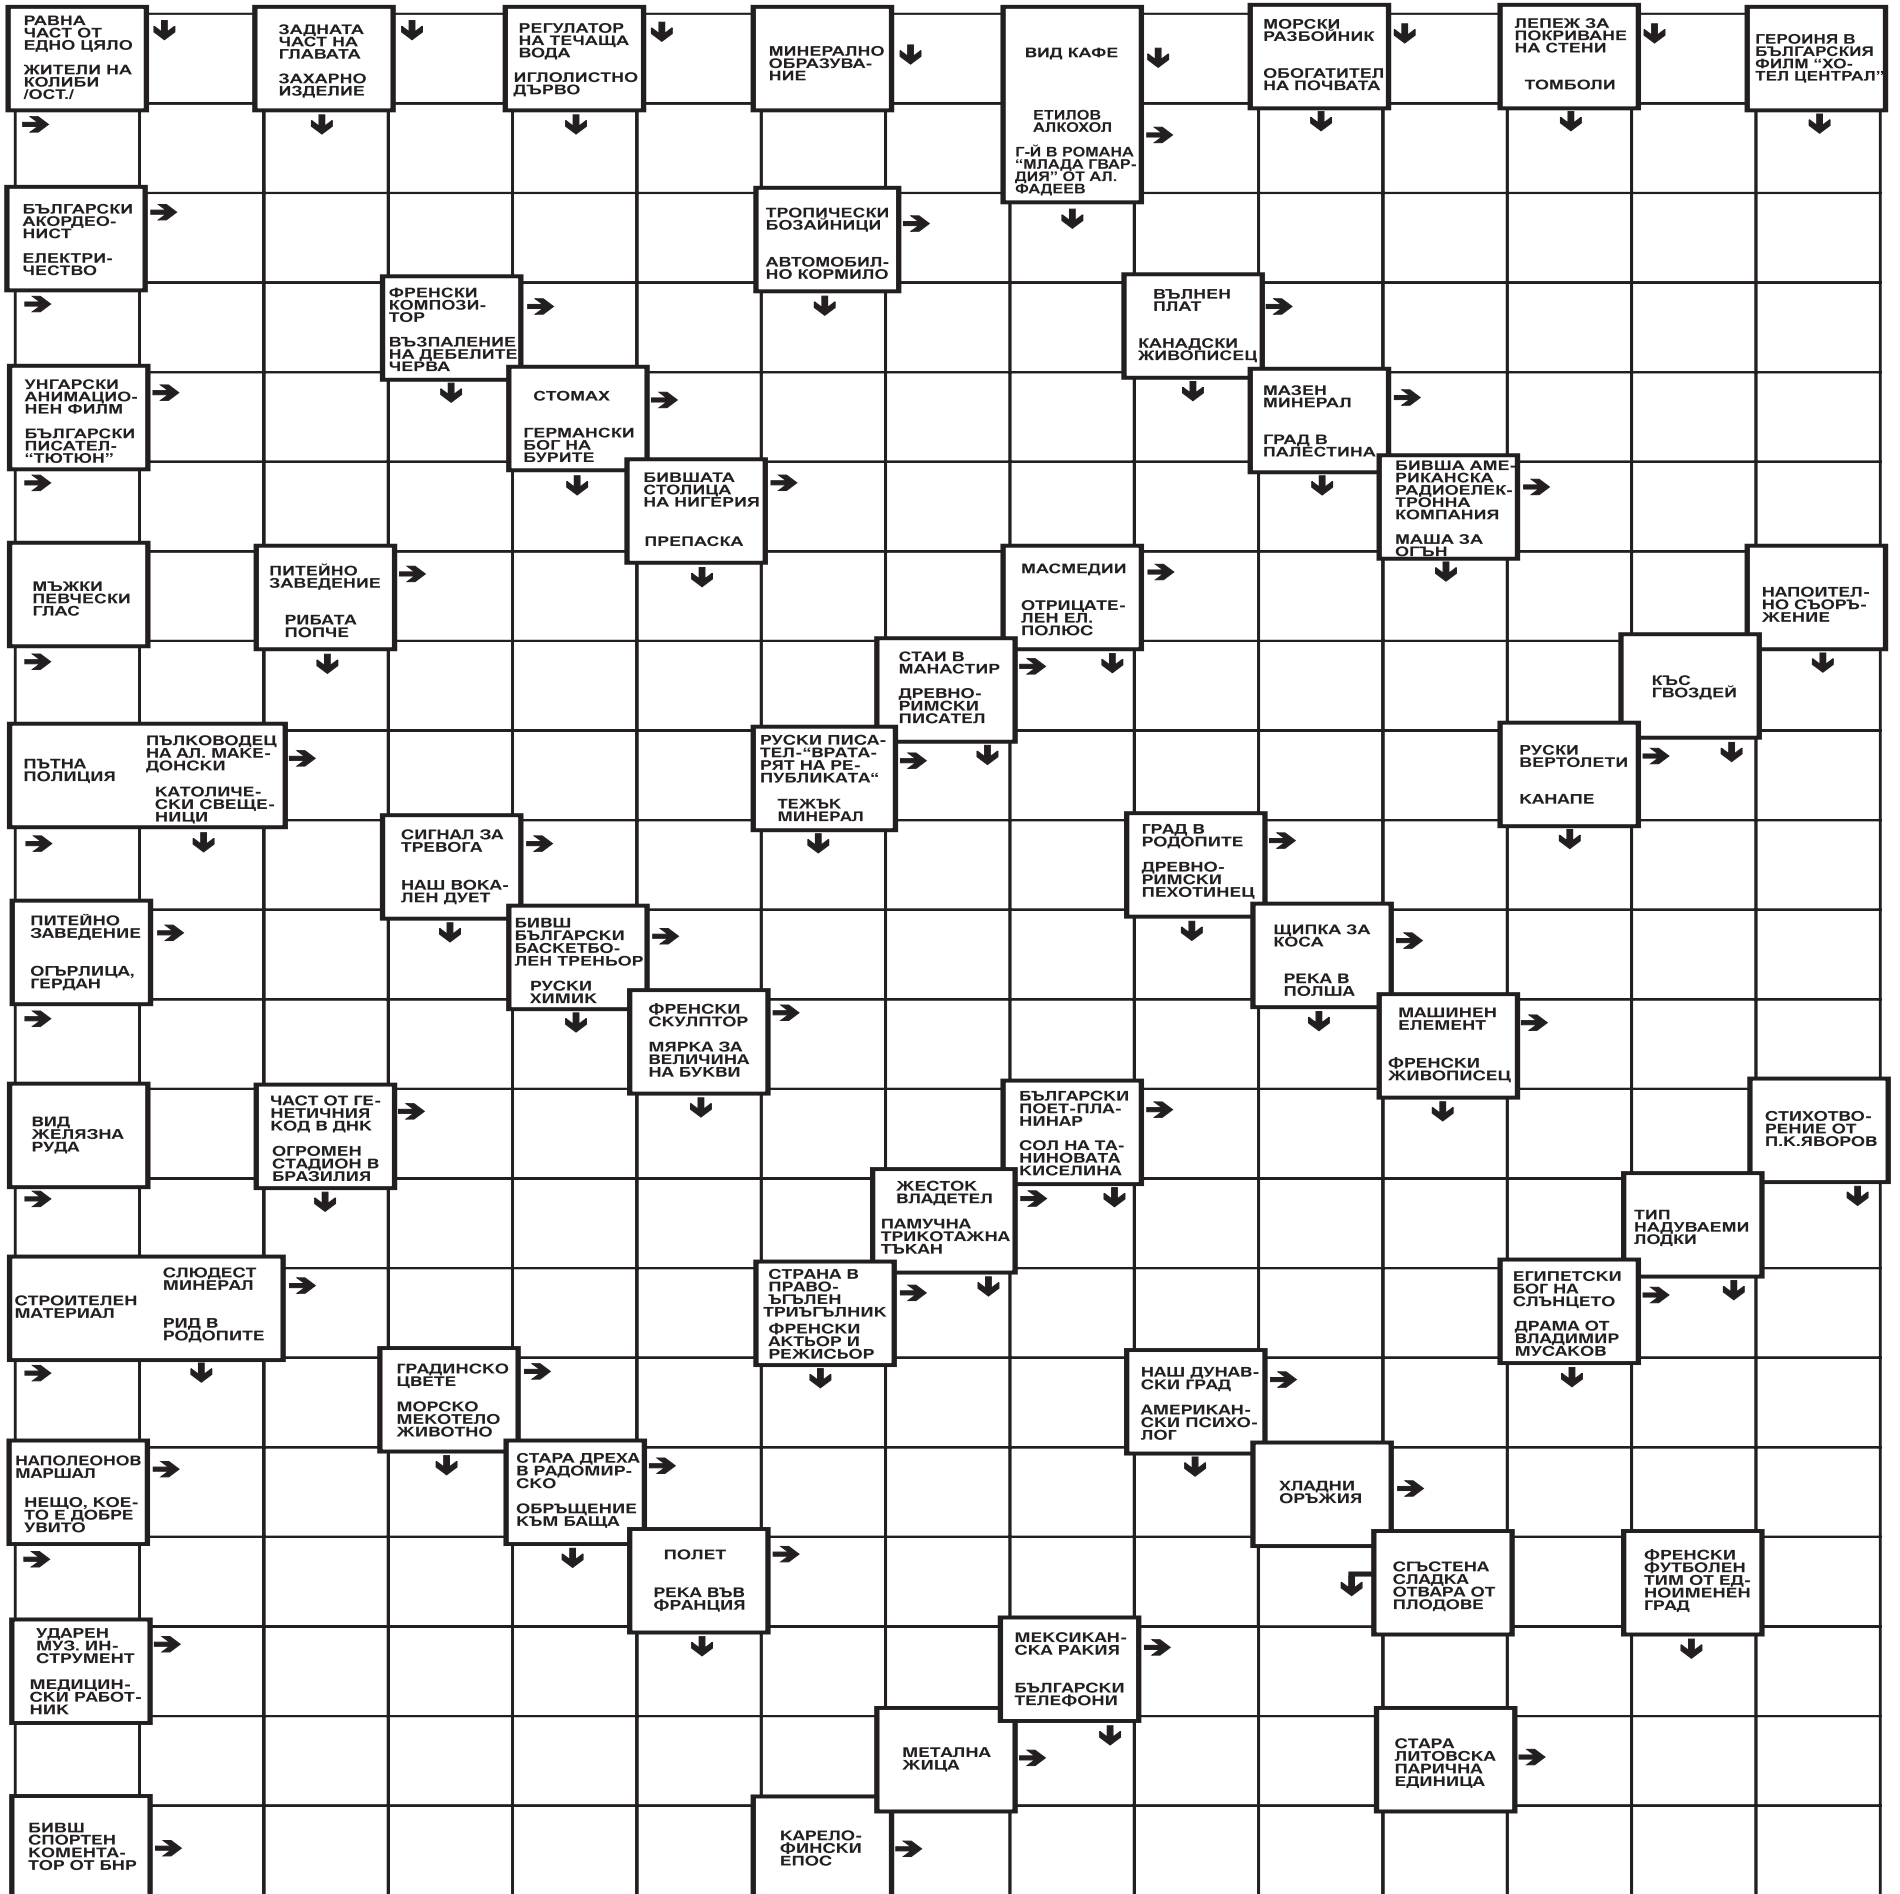 РАВНА
ЧАСТ ОТ
ЕДНО ЦЯЛО
ЖИТЕЛИ НА
КОЛИБИ
/ОСТ./
ЗАДНАТА
ЧАСТ НА
ГЛАВАТА
ЗАХАРНО
ИЗДЕЛИЕ
РЕГУЛАТОР
НА ТЕЧАЩА
ВОДА
ИГЛОЛИСТНО
ДЪРВО
МИНЕРАЛНО
ОБРАЗУВА-
НИЕ
ВИД КАФЕ
ЕТИЛОВ
АЛКОХОЛ
Г-Й В РОМАНА
“МЛАДА ГВАР-
ДИЯ” ОТ АЛ.
ФАДЕЕВ
МОРСКИ
РАЗБОЙНИК
ОБОГАТИТЕЛ
НА ПОЧВАТА
ЛЕПЕЖ ЗА
ПОКРИВАНЕ
НА СТЕНИ
ТОМБОЛИ
ГЕРОИНЯ В
БЪЛГАРСКИЯ
ФИЛМ “ХО-
ТЕЛ ЦЕНТРАЛ”
БЪЛГАРСКИ
АКОРДЕО-
НИСТ
ЕЛЕКТРИ-
ЧЕСТВО
ТРОПИЧЕСКИ
БОЗАЙНИЦИ
АВТОМОБИЛ-
НО КОРМИЛО
ФРЕНСКИ
КОМПОЗИ-
ТОР
ВЪЗПАЛЕНИЕ
НА ДЕБЕЛИТЕ
ЧЕРВА
ВЪЛНЕН
ПЛАТ
КАНАДСКИ
ЖИВОПИСЕЦ
УНГАРСКИ
АНИМАЦИО-
НЕН ФИЛМ
БЪЛГАРСКИ
ПИСАТЕЛ-
“ТЮТЮН”
СТОМАХ
ГЕРМАНСКИ
БОГ НА
БУРИТЕ
МАЗЕН
МИНЕРАЛ
ГРАД В
ПАЛЕСТИНА
БИВШАТА
СТОЛИЦА
НА НИГЕРИЯ
ПРЕПАСКА
БИВША АМЕ-
РИКАНСКА
РАДИОЕЛЕК-
ТРОННА
КОМПАНИЯ
МАША ЗА
ОГЪН
МЪЖКИ
ПЕВЧЕСКИ
ГЛАС
ПИТЕЙНО
ЗАВЕДЕНИЕ
РИБАТА
ПОПЧЕ
МАСМЕДИИ
ОТРИЦАТЕ-
ЛЕН ЕЛ.
ПОЛЮС
НАПОИТЕЛ-
НО СЪОРЪ-
ЖЕНИЕ
СТАИ В
МАНАСТИР
ДРЕВНО-
РИМСКИ
ПИСАТЕЛ
КЪС
ГВОЗДЕЙ
ПЪТНА
ПОЛИЦИЯ
ПЪЛКОВОДЕЦ
НА АЛ. МАКЕ-
ДОНСКИ
КАТОЛИЧЕ-
СКИ СВЕЩЕ-
НИЦИ
РУСКИ ПИСА-
ТЕЛ-“ВРАТА-
РЯТ НА РЕ-
ПУБЛИКАТА“
ТЕЖЪК
МИНЕРАЛ
РУСКИ
ВЕРТОЛЕТИ
КАНАПЕ
СИГНАЛ ЗА
ТРЕВОГА
НАШ ВОКА-
ЛЕН ДУЕТ
ГРАД В
РОДОПИТЕ
ДРЕВНО-
РИМСКИ
ПЕХОТИНЕЦ
ПИТЕЙНО
ЗАВЕДЕНИЕ
ОГЪРЛИЦА,
ГЕРДАН
БИВШ
БЪЛГАРСКИ
БАСКЕТБО-
ЛЕН ТРЕНЬОР
РУСКИ
ХИМИК
ЩИПКА ЗА
КОСА
РЕКА В
ПОЛША
ФРЕНСКИ
СКУЛПТОР
МЯРКА ЗА
ВЕЛИЧИНА
НА БУКВИ
МАШИНЕН
ЕЛЕМЕНТ
ФРЕНСКИ
ЖИВОПИСЕЦ
ВИД
ЖЕЛЯЗНА
РУДА
ЧАСТ ОТ ГЕ-
НЕТИЧНИЯ
КОД В ДНК
ОГРОМЕН
СТАДИОН В
БРАЗИЛИЯ
БЪЛГАРСКИ
ПОЕТ-ПЛА-
НИНАР
СОЛ НА ТА-
НИНОВАТА
КИСЕЛИНА
СТИХОТВО-
РЕНИЕ ОТ
П.К.ЯВОРОВ
ЖЕСТОК
ВЛАДЕТЕЛ
ПАМУЧНА
ТРИКОТАЖНА
ТЪКАН
ТИП
НАДУВАЕМИ
ЛОДКИ
СТРОИТЕЛЕН
МАТЕРИАЛ
СЛЮДЕСТ
МИНЕРАЛ
РИД В
РОДОПИТЕ
СТРАНА В
ПРАВО-
ЪГЪЛЕН
ТРИЪГЪЛНИК
ФРЕНСКИ
АКТЬОР И
РЕЖИСЬОР
ЕГИПЕТСКИ
БОГ НА
СЛЪНЦЕТО
ДРАМА ОТ
ВЛАДИМИР
МУСАКОВ
ГРАДИНСКО
ЦВЕТЕ
МОРСКО
МЕКОТЕЛО
ЖИВОТНО
НАШ ДУНАВ-
СКИ ГРАД
АМЕРИКАН-
СКИ ПСИХО-
ЛОГ
НАПОЛЕОНОВ
МАРШАЛ
НЕЩО, КОЕ-
ТО Е ДОБРЕ
УВИТО
СТАРА ДРЕХА
В РАДОМИР-
СКО
ОБРЪЩЕНИЕ
КЪМ БАЩА
ХЛАДНИ
ОРЪЖИЯ
ПОЛЕТ
РЕКА ВЪВ
ФРАНЦИЯ
СГЪСТЕНА
СЛАДКА
ОТВАРА ОТ
ПЛОДОВЕ
ФРЕНСКИ
ФУТБОЛЕН
ТИМ ОТ ЕД-
НОИМЕНЕН
ГРАД
УДАРЕН
МУЗ. ИН-
СТРУМЕНТ
МЕДИЦИН-
СКИ РАБОТ-
НИК
МЕКСИКАН-
СКА РАКИЯ
БЪЛГАРСКИ
ТЕЛЕФОНИ
МЕТАЛНА
ЖИЦА
СТАРА
ЛИТОВСКА
ПАРИЧНА
ЕДИНИЦА
БИВШ
СПОРТЕН
КОМЕНТА-
ТОР ОТ БНР
КАРЕЛО-
ФИНСКИ
ЕПОС